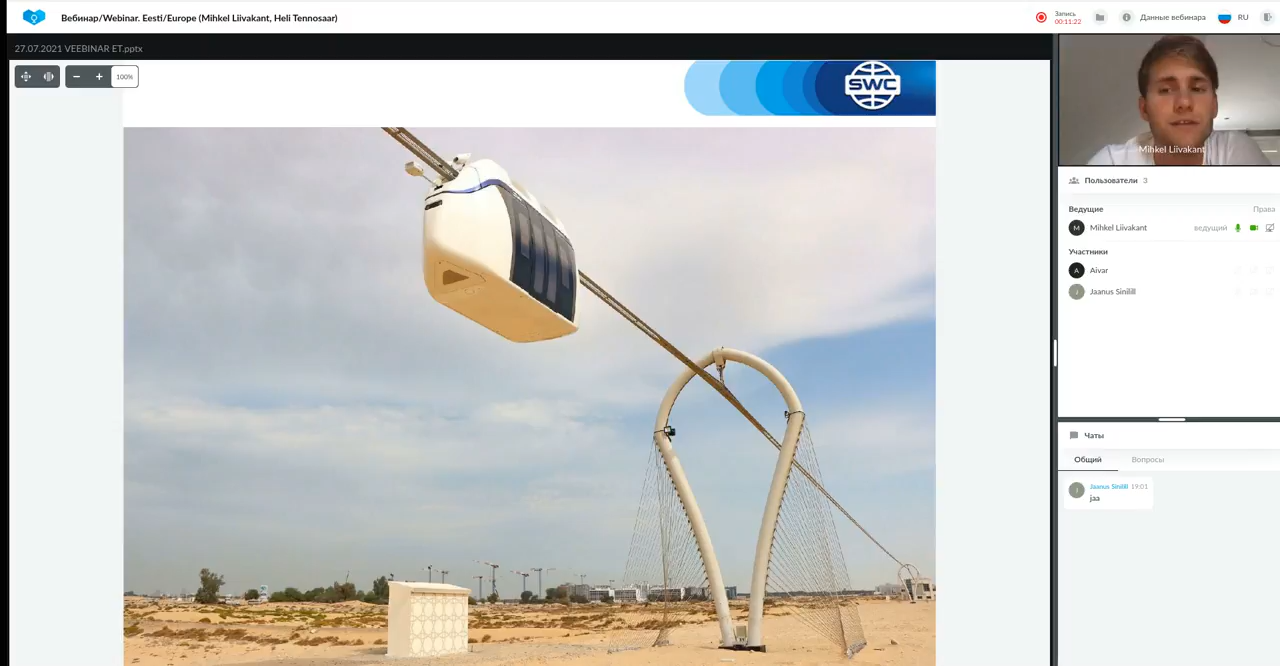 Вебинар/Webinar. Eesti/Europe (Mihkel Liivakant, Heli Tennosaar)
Запись
00:11:22
Данные вебинара
RU
27.07.2021 VEEBINAR ET.pptx
100%
SWC
Mihkel Liivakant
Пользователи 3
Ведущие
Права
M
Mihkel Liivakant
ведущий
Участники
A
Aivar
J
Jaanus Sinilill
Чаты
Общий
Вопросы
J
Jaanus Sinilill 19:01
jaa